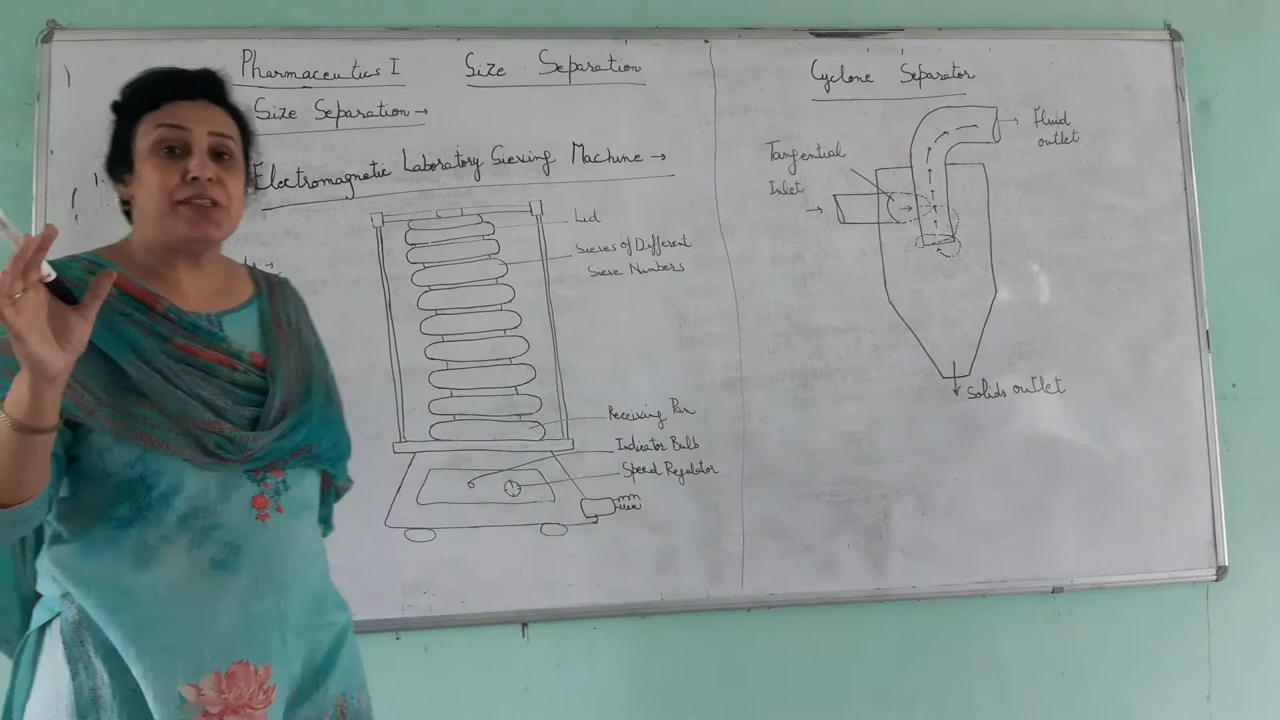 Pharmaceutics I
Size Separation
Size Separation →
1.
Electromagnetic Laboratory Sieving Machine →
Lid
Sieves of Different
Sieve Numbers
Receiving Pan
Indicator Bulb
Speed Regulator
Cyclone Separator
Fluid
outlet
Tangential
Inlet
Solids outlet